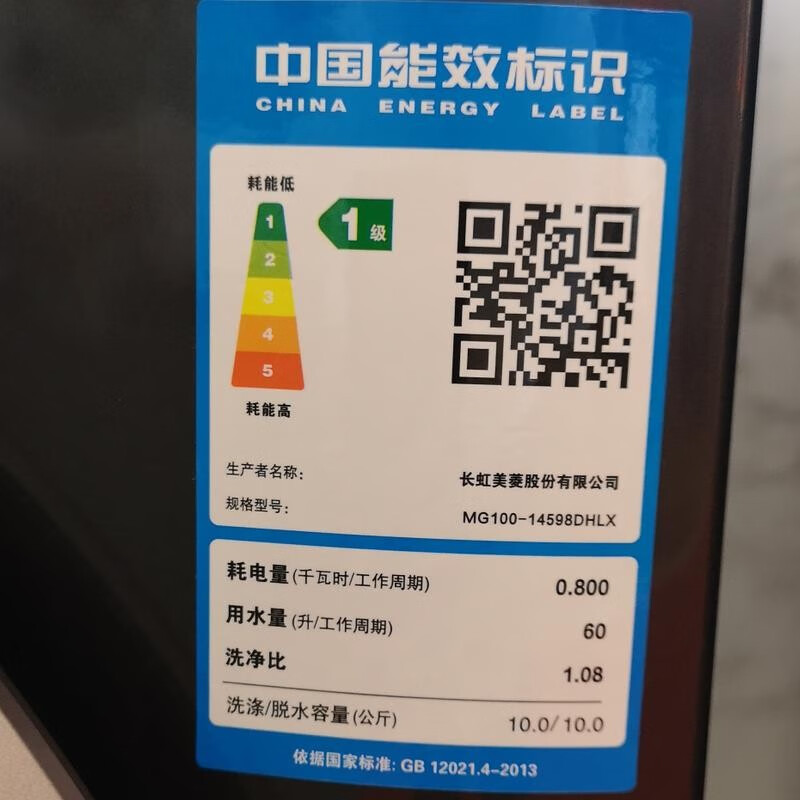 中国能效标识
CHINA ENERGY LABEL
耗能低
1
2
3
4
5
1级
耗能高
生产者名称: 长虹美菱股份有限公司
规格型号: MG100-14598DHLX
耗电量(千瓦时/工作周期) 0.800
用水量(升/工作周期) 60
洗净比 1.08
洗涤/脱水容量(公斤) 10.0/10.0
依据国家标准: GB 12021.4-2013